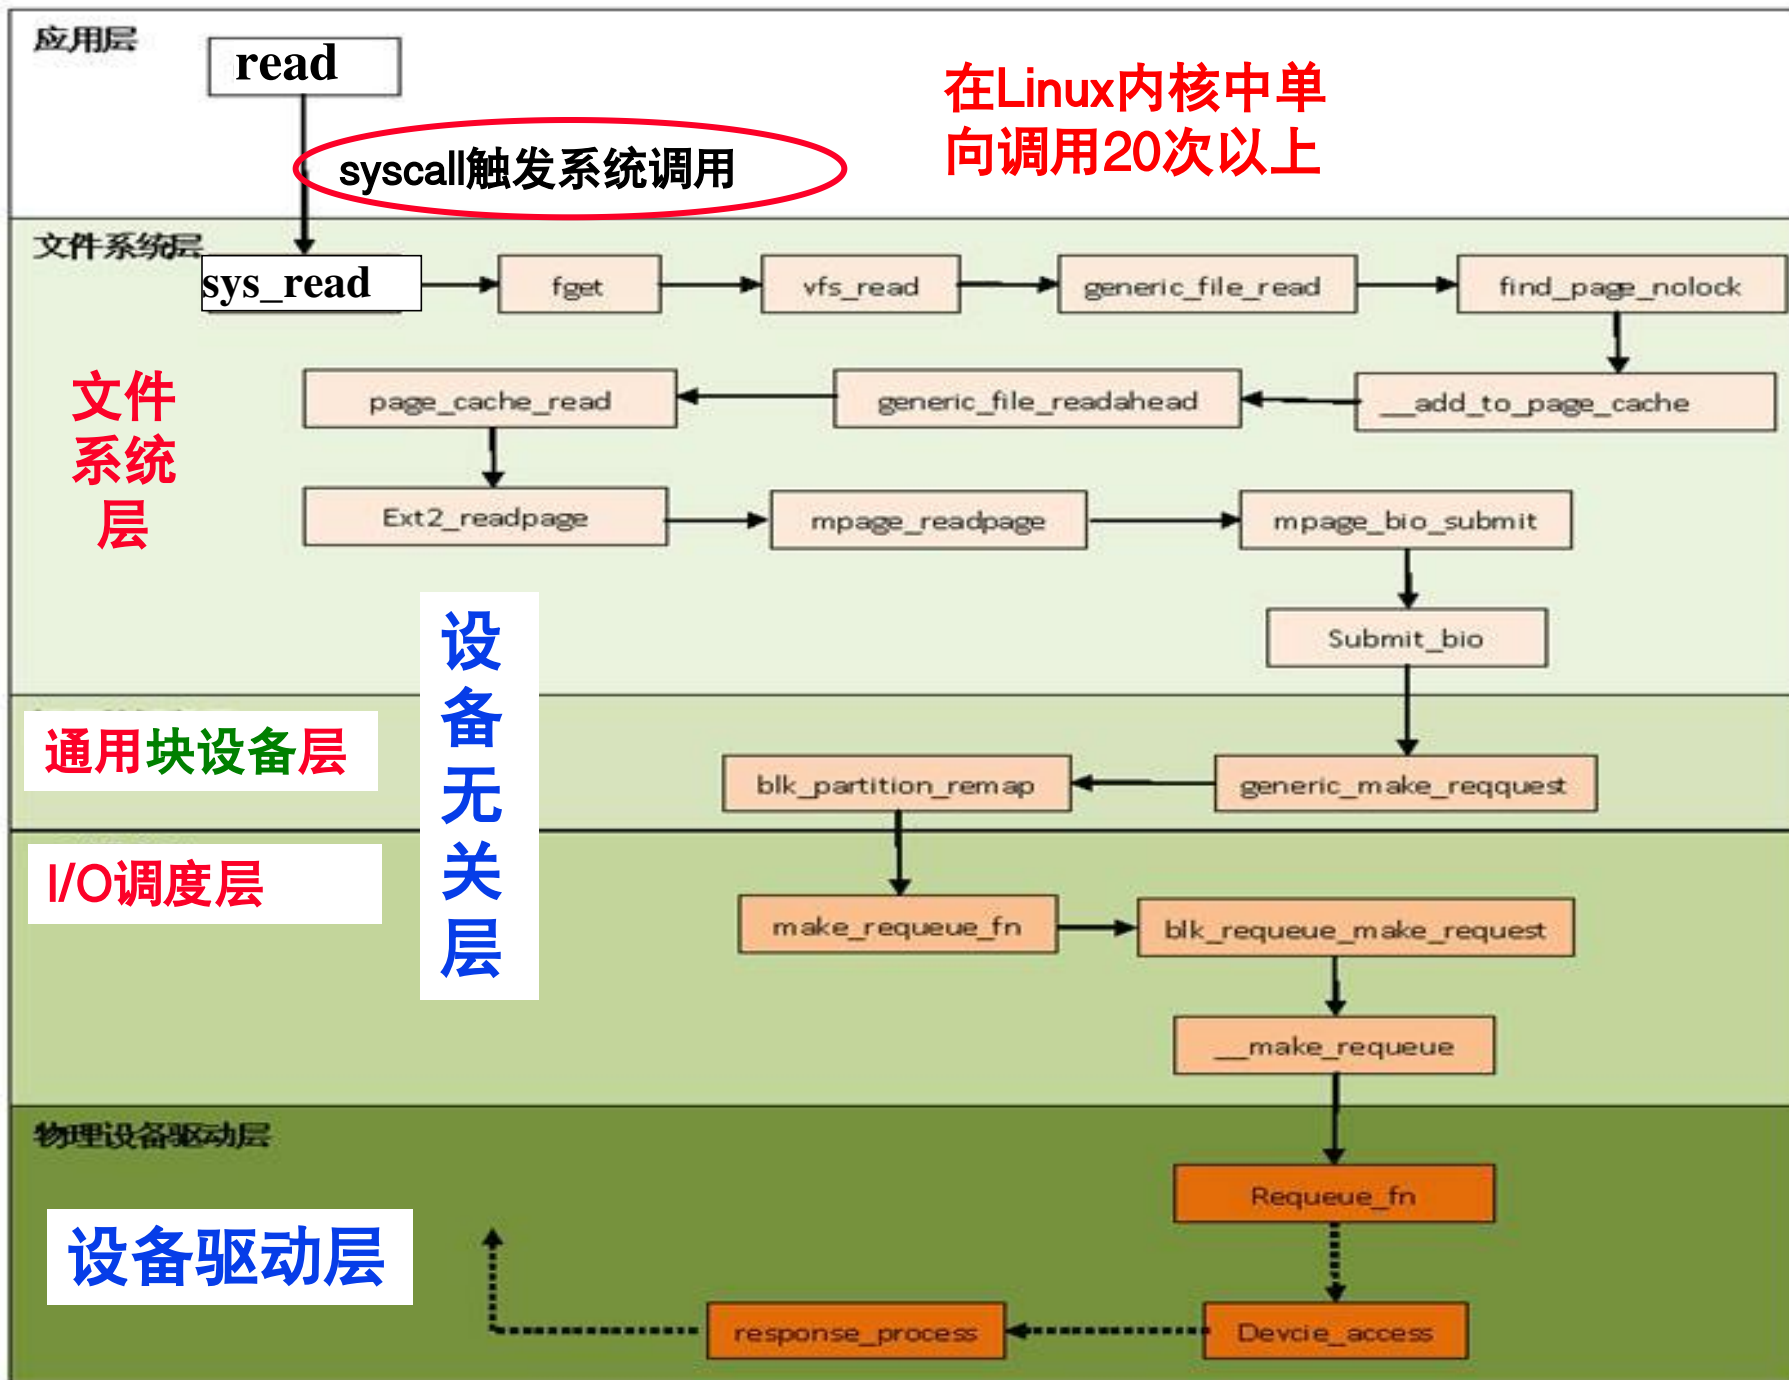 应用层
read
在Linux内核中单
向调用20次以上
syscall触发系统调用
文件系统层
sys_read
fget
vfs_read
generic_file_read
find_page_nolock
page_cache_read
generic_file_readahead
__add_to_page_cache
文件
系统
层
Ext2_readpage
mpage_readpage
mpage_bio_submit
Submit_bio
设
备
无
关
层
通用块设备层
blk_partition_remap
generic_make_reqquest
I/O调度层
make_requeue_fn
blk_requeue_make_request
__make_requeue
物理设备驱动层
Requeue_fn
设备驱动层
response_process
Devcie_access